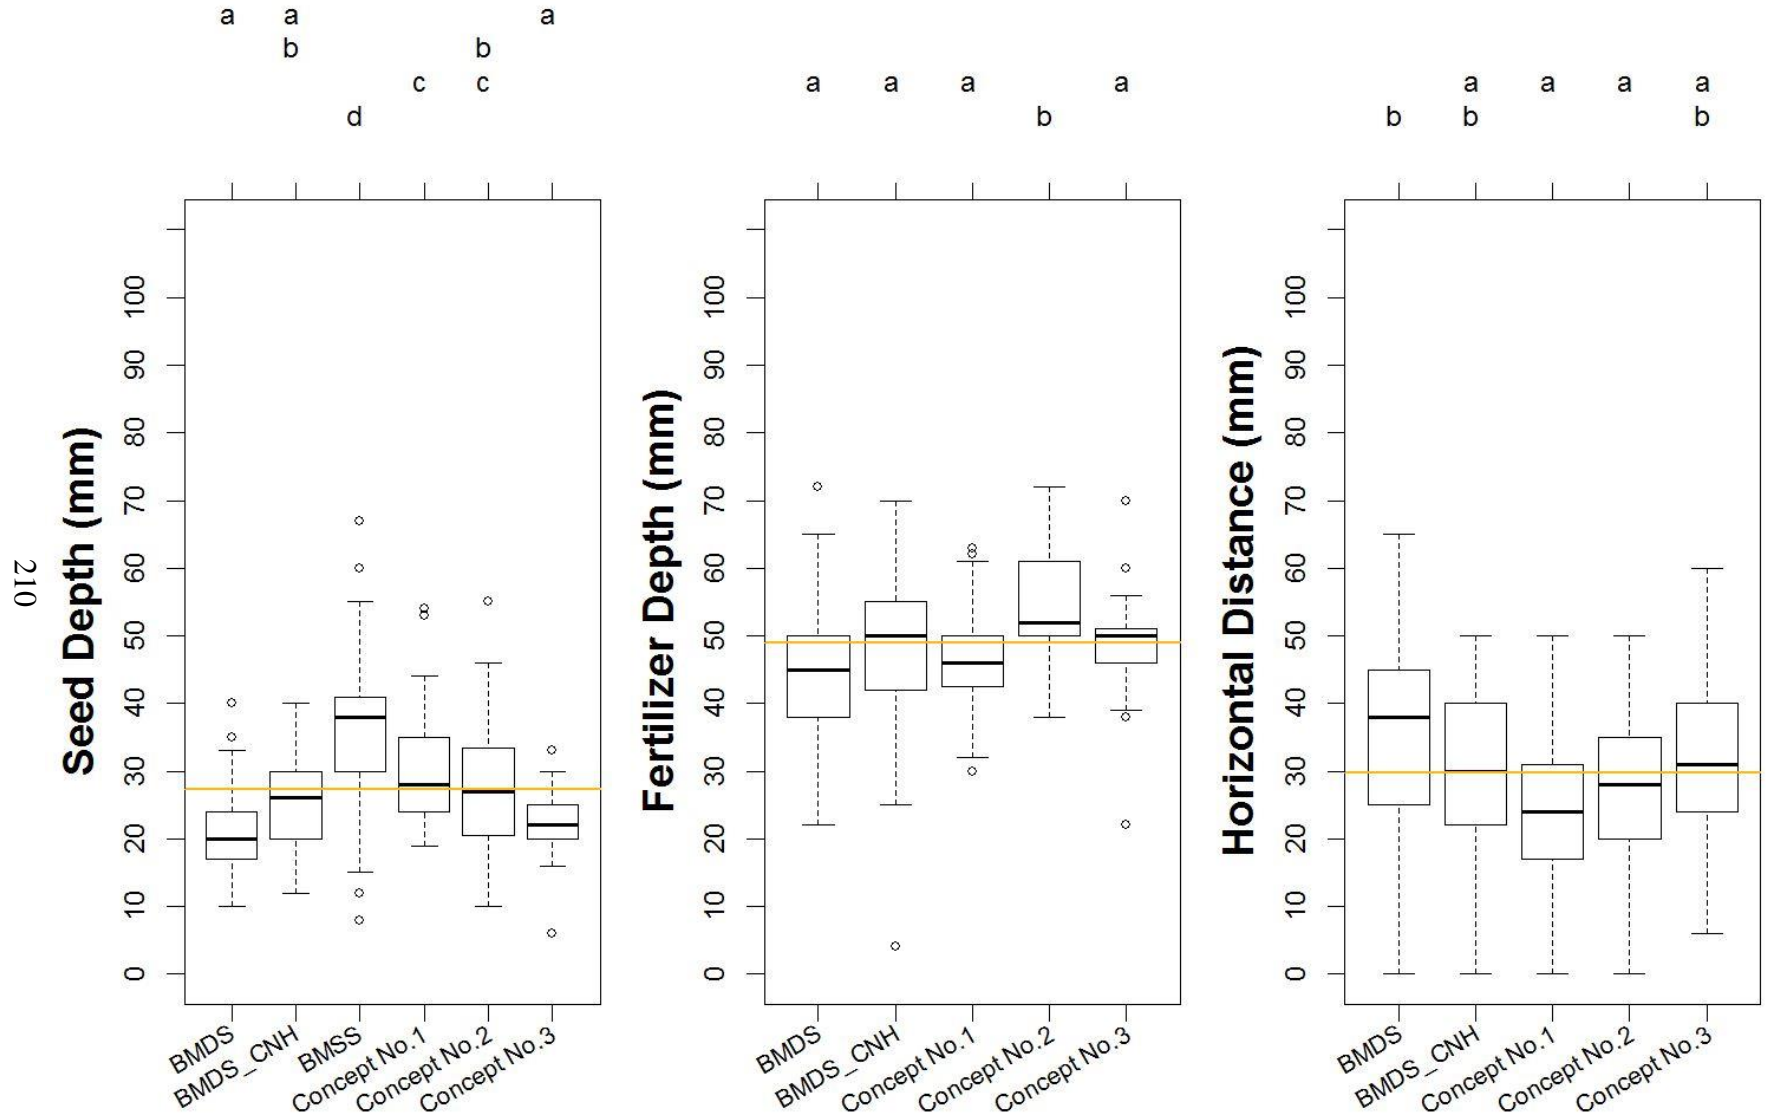 a a a
b b
c c
d
a a a a
b
a a a a
b b b
210
Seed Depth (mm)
0 10 20 30 40 50 60 70 80 90 100
BMDS BMDS_CNH BMSS Concept No.1 Concept No.2 Concept No.3
Fertilizer Depth (mm)
0 10 20 30 40 50 60 70 80 90 100
BMDS BMDS_CNH Concept No.1 Concept No.2 Concept No.3
Horizontal Distance (mm)
0 10 20 30 40 50 60 70 80 90 100
BMDS BMDS_CNH Concept No.1 Concept No.2 Concept No.3